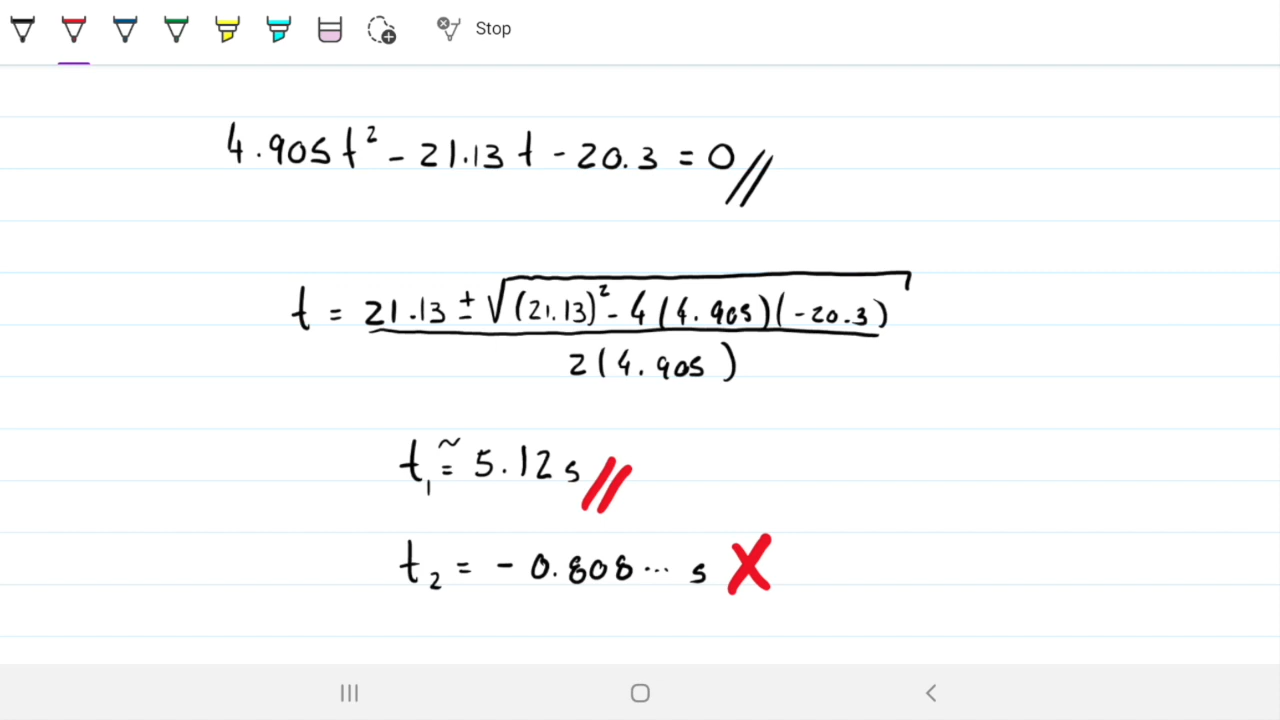 Stop
4.905t² - 21.13t - 20.3 = 0//
t = 21.13 ± √(21.13)² - 4(4.905)(-20.3)
2(4.905)
t₁ ≅ 5.12 s //
t₂ = - 0.808... s X